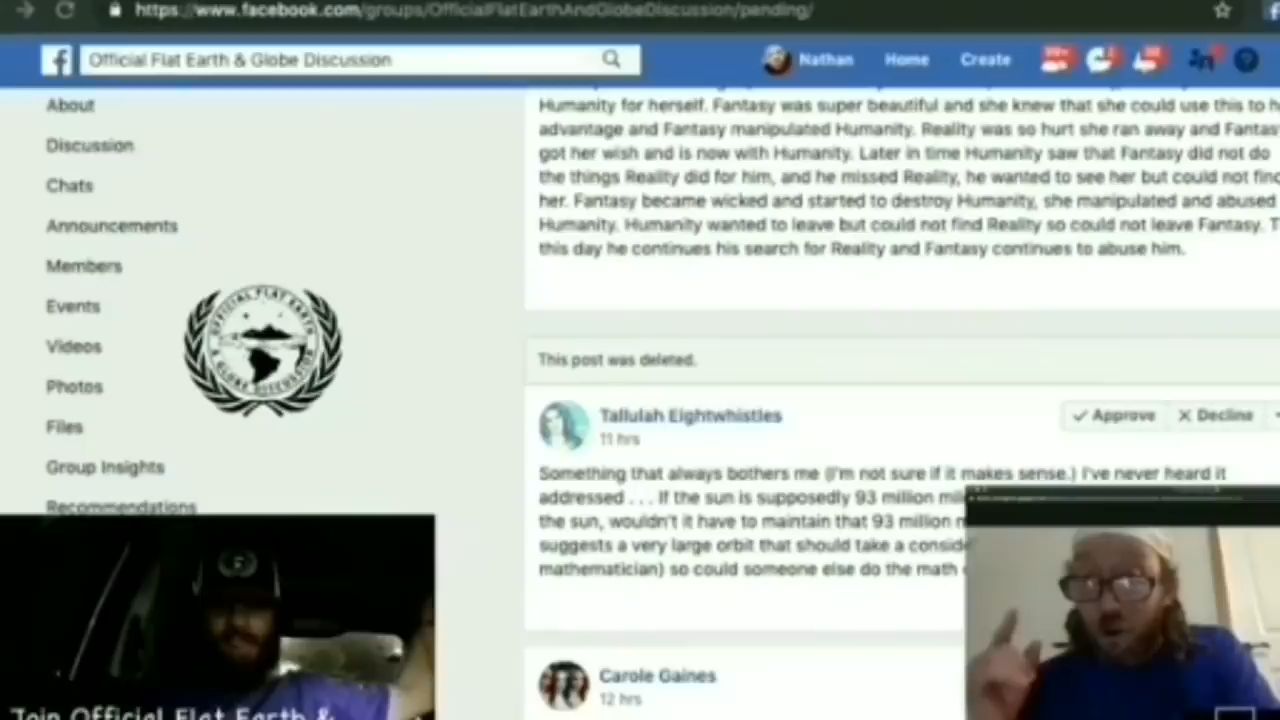 https://www.facebook.com/groups/OfficialFlatEarthAndGlobeDiscussion/pending/
Official Flat Earth & Globe Discussion
Nathan
Home
Create
About
Discussion
Chats
Announcements
Members
Events
Videos
Photos
Files
Group Insights
Recommendations
OFFICIAL FLAT EARTH
& GLOBE DISCUSSION
Humanity for herself. Fantasy was super beautiful and she knew that she could use this to h
advantage and Fantasy manipulated Humanity. Reality was so hurt she ran away and Fantas
got her wish and is now with Humanity. Later in time Humanity saw that Fantasy did not do
the things Reality did for him, and he missed Reality, he wanted to see her but could not find
her. Fantasy became wicked and started to destroy Humanity, she manipulated and abused
Humanity. Humanity wanted to leave but could not find Reality so could not leave Fantasy. T
this day he continues his search for Reality and Fantasy continues to abuse him.
This post was deleted.
Tallulah Eightwhistles
11 hrs
Approve
Decline
Something that always bothers me (I'm not sure if it makes sense.) I've never heard it
addressed . . . If the sun is supposedly 93 million mil
the sun, wouldn't it have to maintain that 93 million m
suggests a very large orbit that should take a conside
mathematician) so could someone else do the math
Carole Gaines
12 hrs
Join Official Flat Earth &